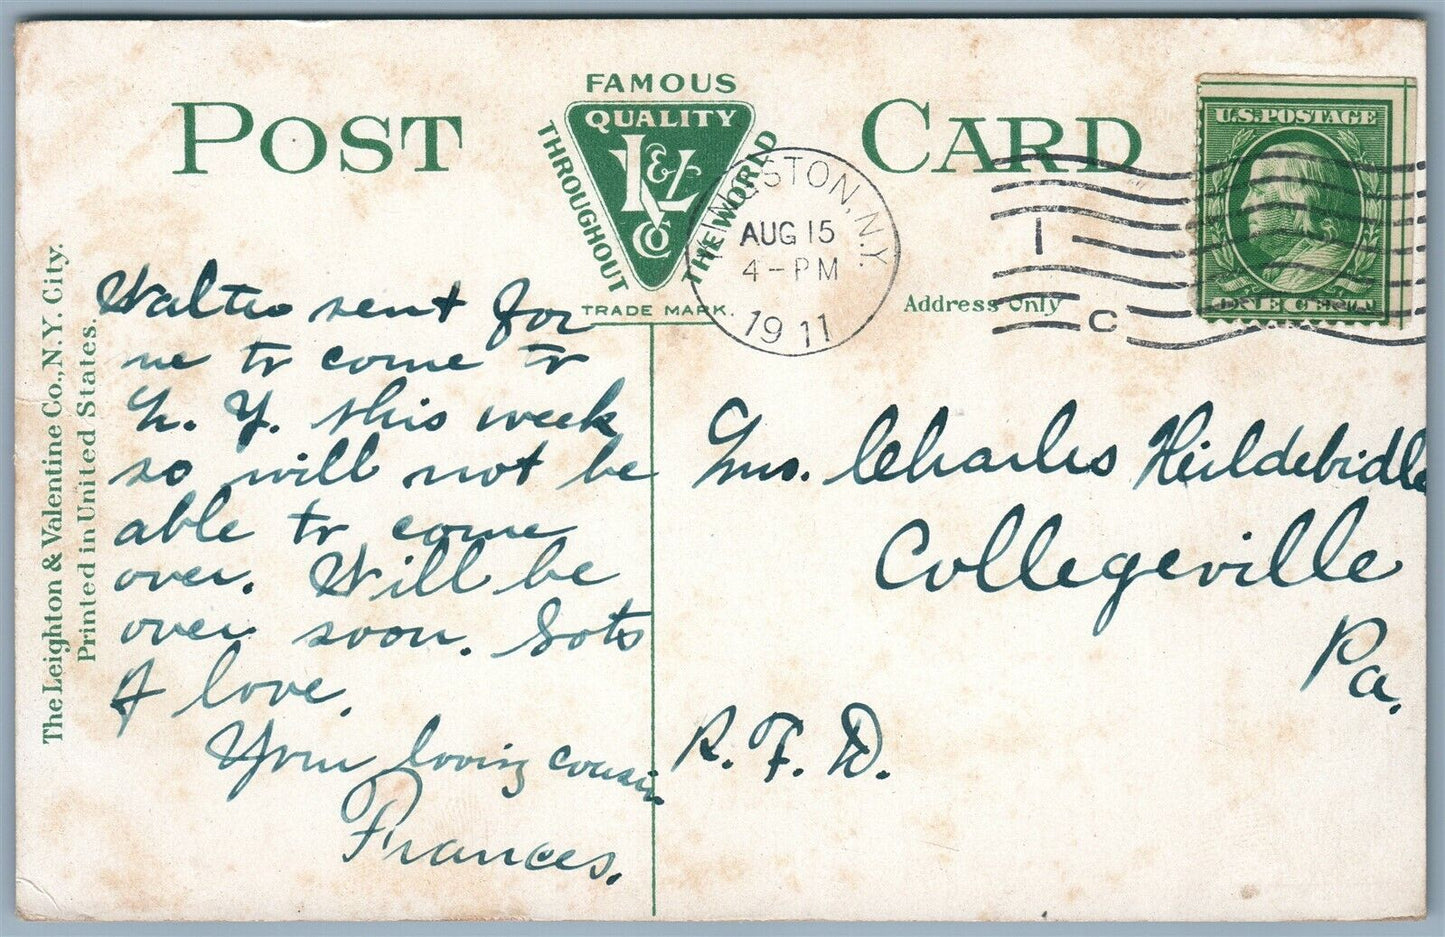 POST CARD
FAMOUS
QUALITY
L & V
CO
THROUGHOUT
THE WORLD
TRADE MARK.
KINGSTON, N.Y.
AUG 15
4-PM
1911
1
C
U.S. POSTAGE
ONE CENT
Address only
The Leighton & Valentine Co., N.Y. City.
Printed in United States.
Walter sent for
me to come to
N. Y. this week
so will not be
able to come
over. Will be
over soon. Lots
of love.
Your loving cousin
Frances.
Mrs. Charles Heildebidle
Collegeville
Pa.
R. F. D.